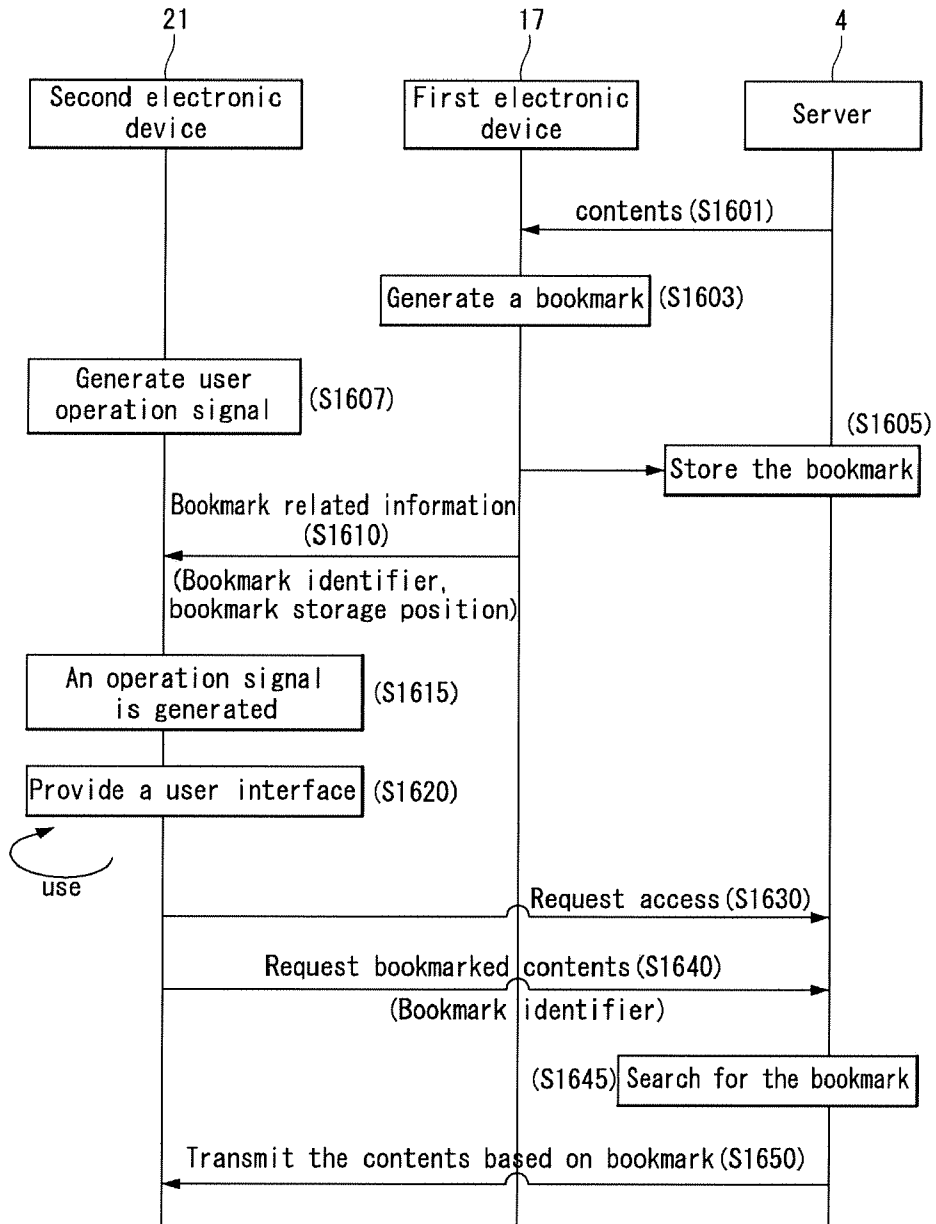 21
17
4
Second electronic
device
First electronic
device
Server
contents(S1601)
Generate a bookmark
(S1603)
Generate user
operation signal
(S1607)
(S1605)
Store the bookmark
Bookmark related information
(S1610)
(Bookmark identifier,
bookmark storage position)
An operation signal
is generated
(S1615)
Provide a user interface
(S1620)
use
Request access(S1630)
Request bookmarked contents(S1640)
(Bookmark identifier)
(S1645)
Search for the bookmark
Transmit the contents based on bookmark(S1650)